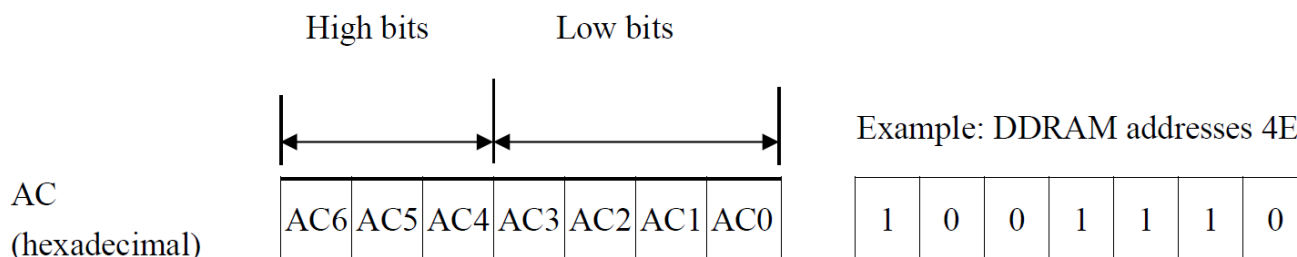 High bits Low bits
Example: DDRAM addresses 4E
AC
(hexadecimal)
AC6 AC5 AC4 AC3 AC2 AC1 AC0 1 0 0 1 1 1 0